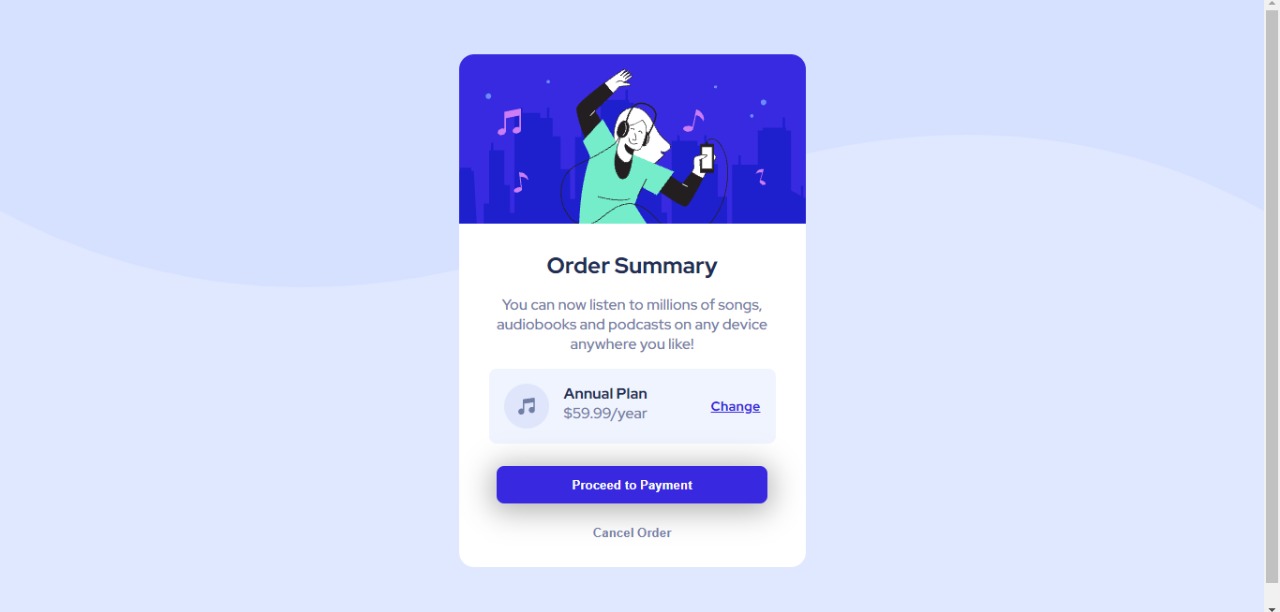 Order Summary
You can now listen to millions of songs,
audiobooks and podcasts on any device
anywhere you like!
Annual Plan
$59.99/year
Change
Proceed to Payment
Cancel Order